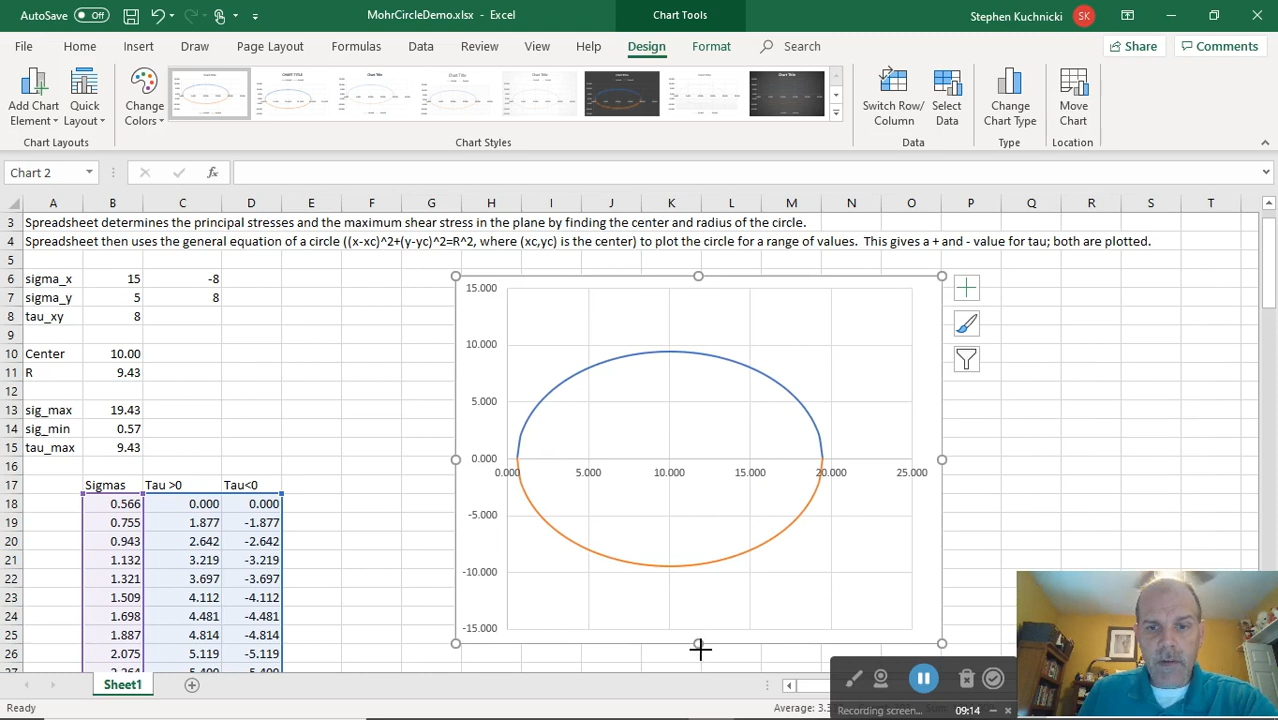 AutoSave Off MohrCircleDemo.xlsx - Excel Chart Tools Stephen Kuchnicki SK
File Home Insert Draw Page Layout Formulas Data Review View Help Design Format Search Share Comments
Add Chart Element Quick Layout Change Colors Switch Row/ Column Select Data Change Chart Type Move Chart
Chart Layouts Chart Styles Data Type Location
Chart 2 fx
A B C D E F G H I J K L M N O P Q R S T
3 Spreadsheet determines the principal stresses and the maximum shear stress in the plane by finding the center and radius of the circle.
4 Spreadsheet then uses the general equation of a circle ((x-xc)^2+(y-yc)^2=R^2, where (xc,yc) is the center) to plot the circle for a range of values. This gives a + and - value for tau; both are plotted.
5
6 sigma_x 15 -8
7 sigma_y 5 8
8 tau_xy 8
9
10 Center 10.00
11 R 9.43
12
13 sig_max 19.43
14 sig_min 0.57
15 tau_max 9.43
16
17 Sigmas Tau >0 Tau<0
18 0.566 0.000 0.000
19 0.755 1.877 -1.877
20 0.943 2.642 -2.642
21 1.132 3.219 -3.219
22 1.321 3.697 -3.697
23 1.509 4.112 -4.112
24 1.698 4.481 -4.481
25 1.887 4.814 -4.814
26 2.075 5.119 -5.119
15.000
10.000
5.000
0.000
0.000 5.000 10.000 15.000 20.000 25.000
-5.000
-10.000
-15.000
Sheet1
Ready
Recording screen... 09:14